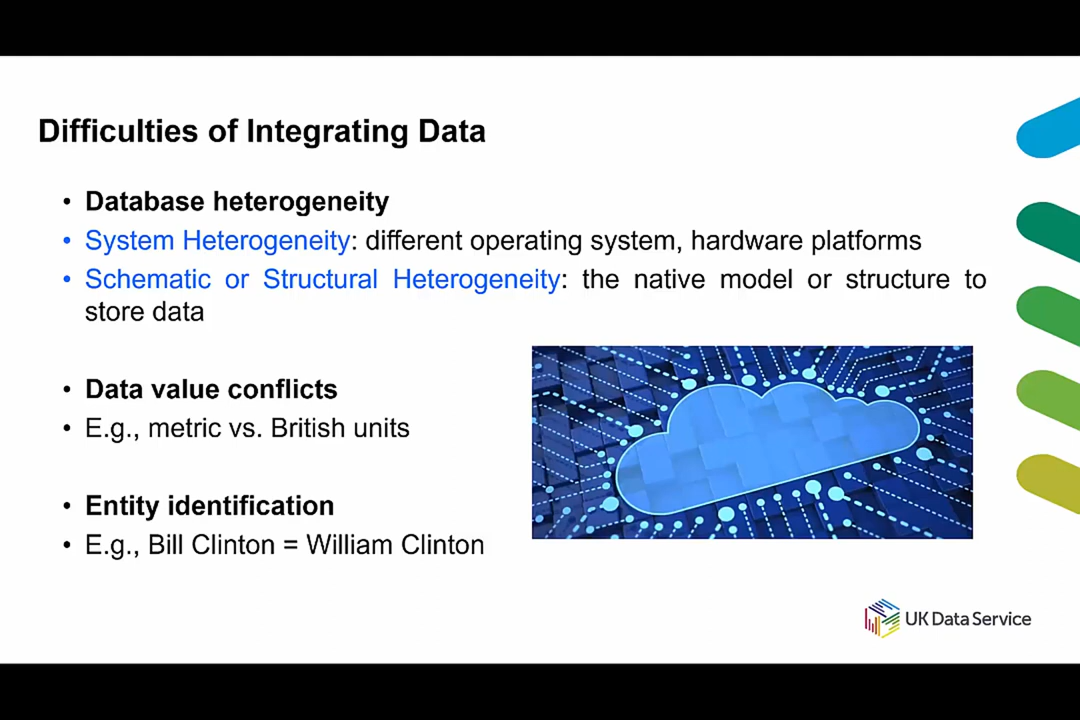 Difficulties of Integrating Data
• Database heterogeneity
• System Heterogeneity: different operating system, hardware platforms
• Schematic or Structural Heterogeneity: the native model or structure to
store data
• Data value conflicts
• E.g., metric vs. British units
• Entity identification
• E.g., Bill Clinton = William Clinton
UK Data Service